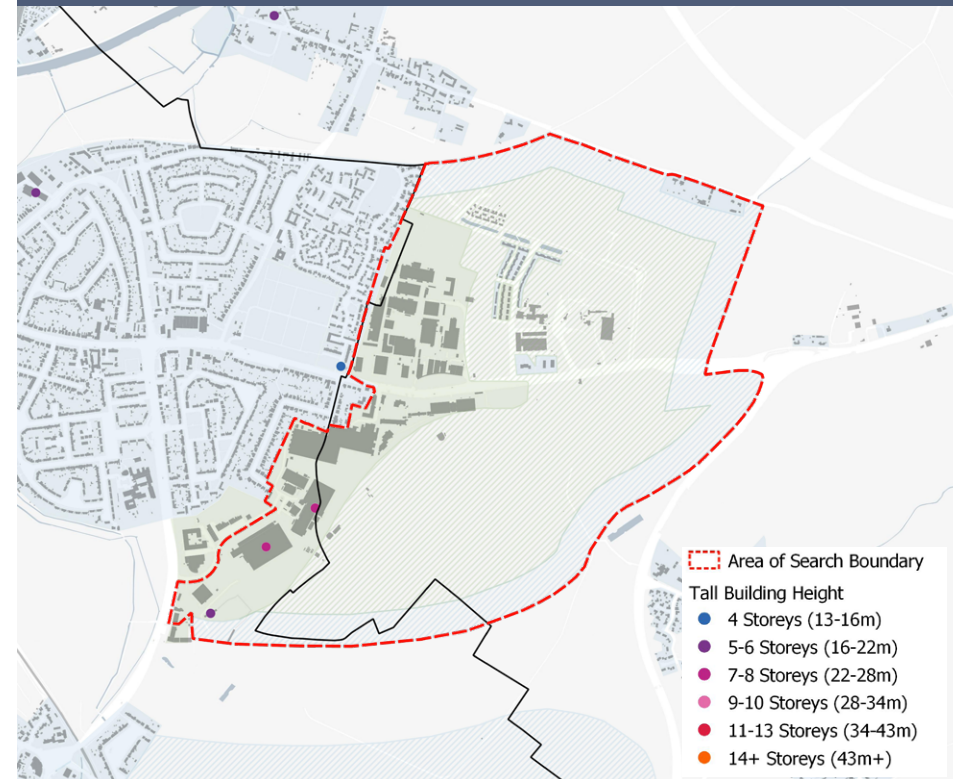 Area of Search Boundary
Tall Building Height
4 Storeys (13-16m)
5-6 Storeys (16-22m)
7-8 Storeys (22-28m)
9-10 Storeys (28-34m)
11-13 Storeys (34-43m)
14+ Storeys (43m+)